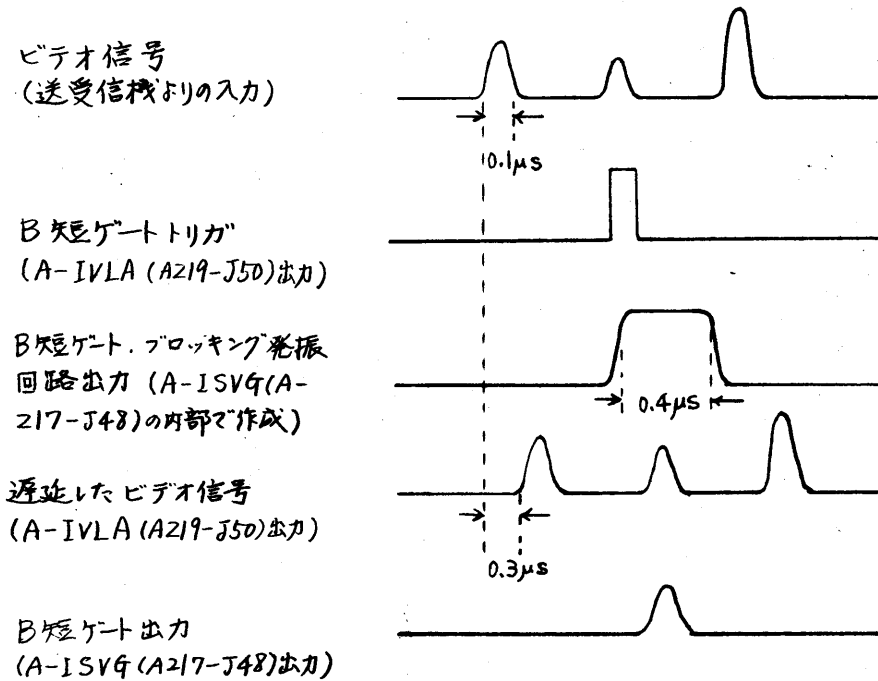 ビデオ信号
(送受信機よりの入力)
0.1μs
B短ゲートトリガ
(A-IVLA (A219-J50)出力)
B短ゲート.ブロッキング発振
回路出力 (A-ISVG(A-
217-J48)の内部で作成)
0.4μs
遅延したビデオ信号
(A-IVLA (A219-J50)出力)
0.3μs
B短ゲート出力
(A-ISVG (A217-J48)出力)